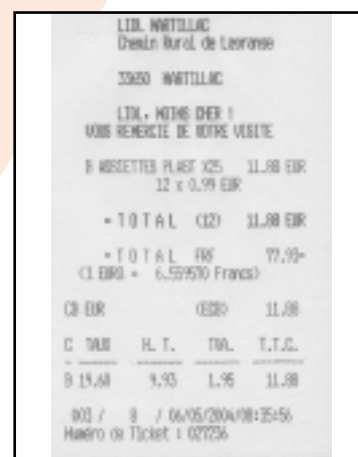 LIDL MARTILLAC
Chemin Rural de Leyranse
33650 MARTILLAC
LIDL, MOINS CHER !
VOUS REMERCIE DE VOTRE VISITE
B ASSIETTES PLAST X25 11.88 EUR
12 x 0.99 EUR
=TOTAL (12) 11.88 EUR
=TOTAL FRF 77.93=
(1 EURO = 6.559570 Francs)
CB EUR 11.88
C TAUX H.T. TVA. T.T.C.
B 19.60 9.93 1.95 11.88
003 / 8 / 06/05/2004/08:35:56
Numéro de Ticket : 027236